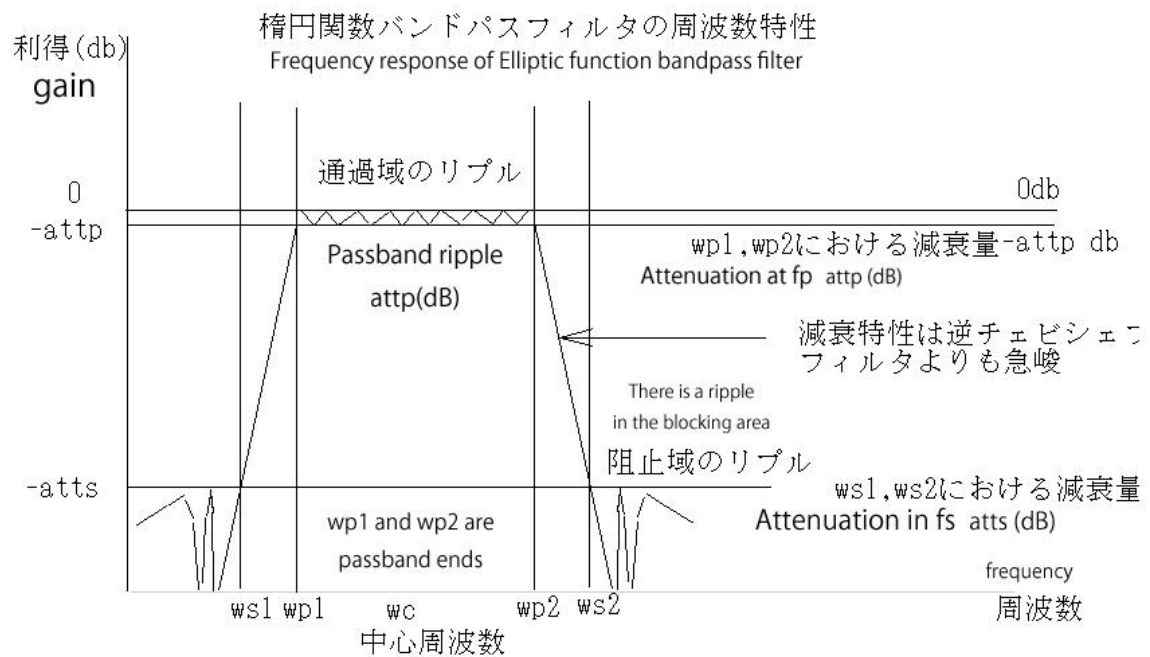 楕円関数バンドパスフィルタの周波数特性
Frequency response of Elliptic function bandpass filter
利得(db)
gain
通過域のリプル
0
0db
-attp
wp1,wp2における減衰量-attp db
Passband ripple
attp(dB)
Attenuation at fp attp (dB)
減衰特性は逆チェビシェフ
フィルタよりも急峻
There is a ripple
in the blocking area
阻止域のリプル
-atts
ws1,ws2における減衰量
Attenuation in fs atts (dB)
wp1 and wp2 are
passband ends
frequency
周波数
ws1 wp1 wc wp2 ws2
中心周波数